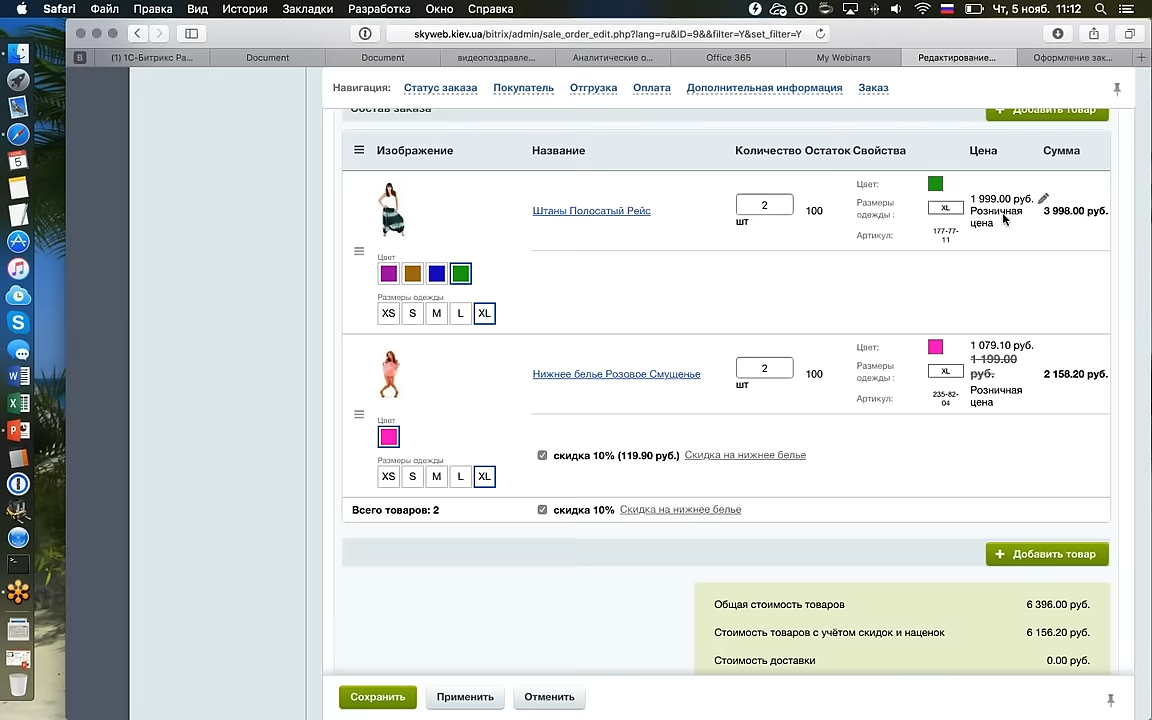 Safari Файл Правка Вид История Закладки Разработка Окно Справка Чт, 5 нояб. 11:12
skyweb.kiev.ua/bitrix/admin/sale_order_edit.php?lang=ru&ID=9&&filter=Y&set_filter=Y
B (1) 1С-Битрикс Ра... Document Document видеопоздравле... Аналитические о... Office 365 My Webinars Редактирование... Оформление зак...
Навигация: Статус заказа Покупатель Отгрузка Оплата Дополнительная информация Заказ
Состав заказа + Добавить товар
Изображение Название Количество Остаток Свойства Цена Сумма
Штаны Полосатый Рейс 2 шт 100
Цвет:
Размеры одежды : XL
Артикул: 177-77-11
1 999.00 руб.
Розничная цена
3 998.00 руб.
Цвет
Размеры одежды
XS S M L XL
Нижнее белье Розовое Смущенье 2 шт 100
Цвет:
Размеры одежды : XL
Артикул: 235-82-04
1 079.10 руб.
1 199.00 руб.
Розничная цена
2 158.20 руб.
Цвет
Размеры одежды
XS S M L XL
скидка 10% (119.90 руб.) Скидка на нижнее белье
Всего товаров: 2 скидка 10% Скидка на нижнее белье
+ Добавить товар
Общая стоимость товаров 6 396.00 руб.
Стоимость товаров с учётом скидок и наценок 6 156.20 руб.
Стоимость доставки 0.00 руб.
Сохранить Применить Отменить